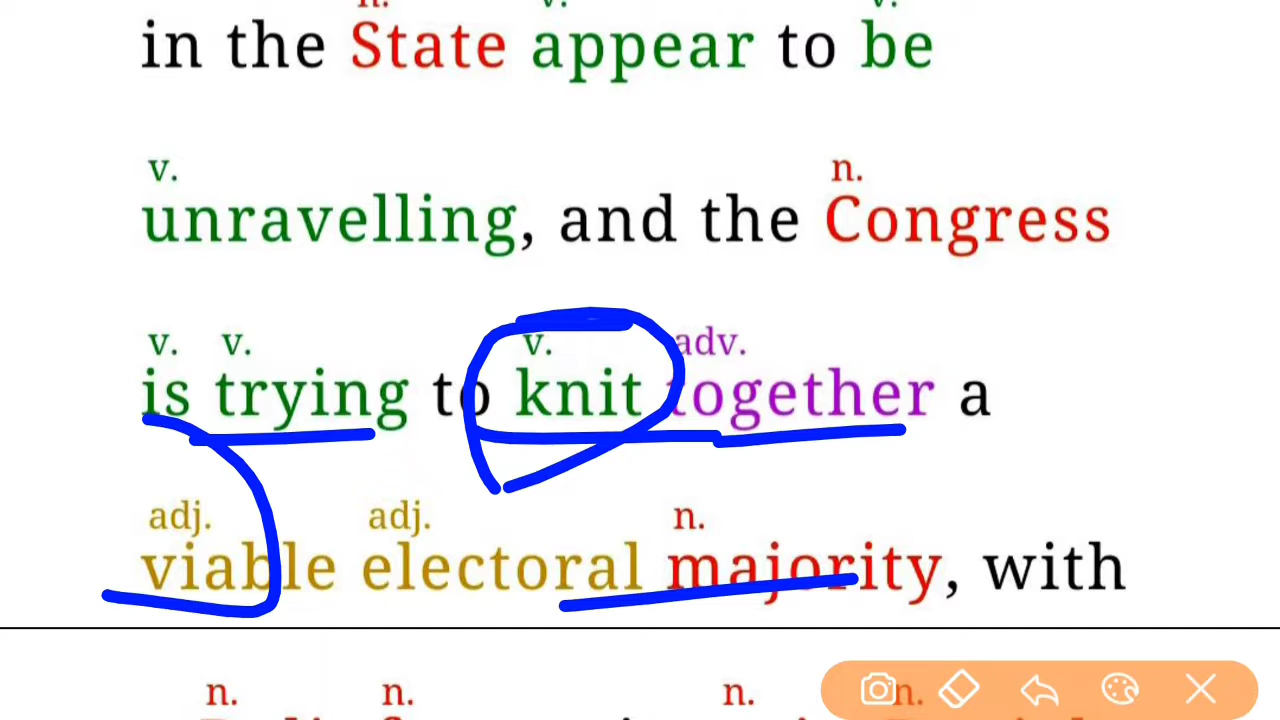 n. v. v.
in the State appear to be
v. n.
unravelling, and the Congress
v. v. v. adv.
is trying to knit together a
adj. adj. n.
viable electoral majority, with
n. n. n. n.